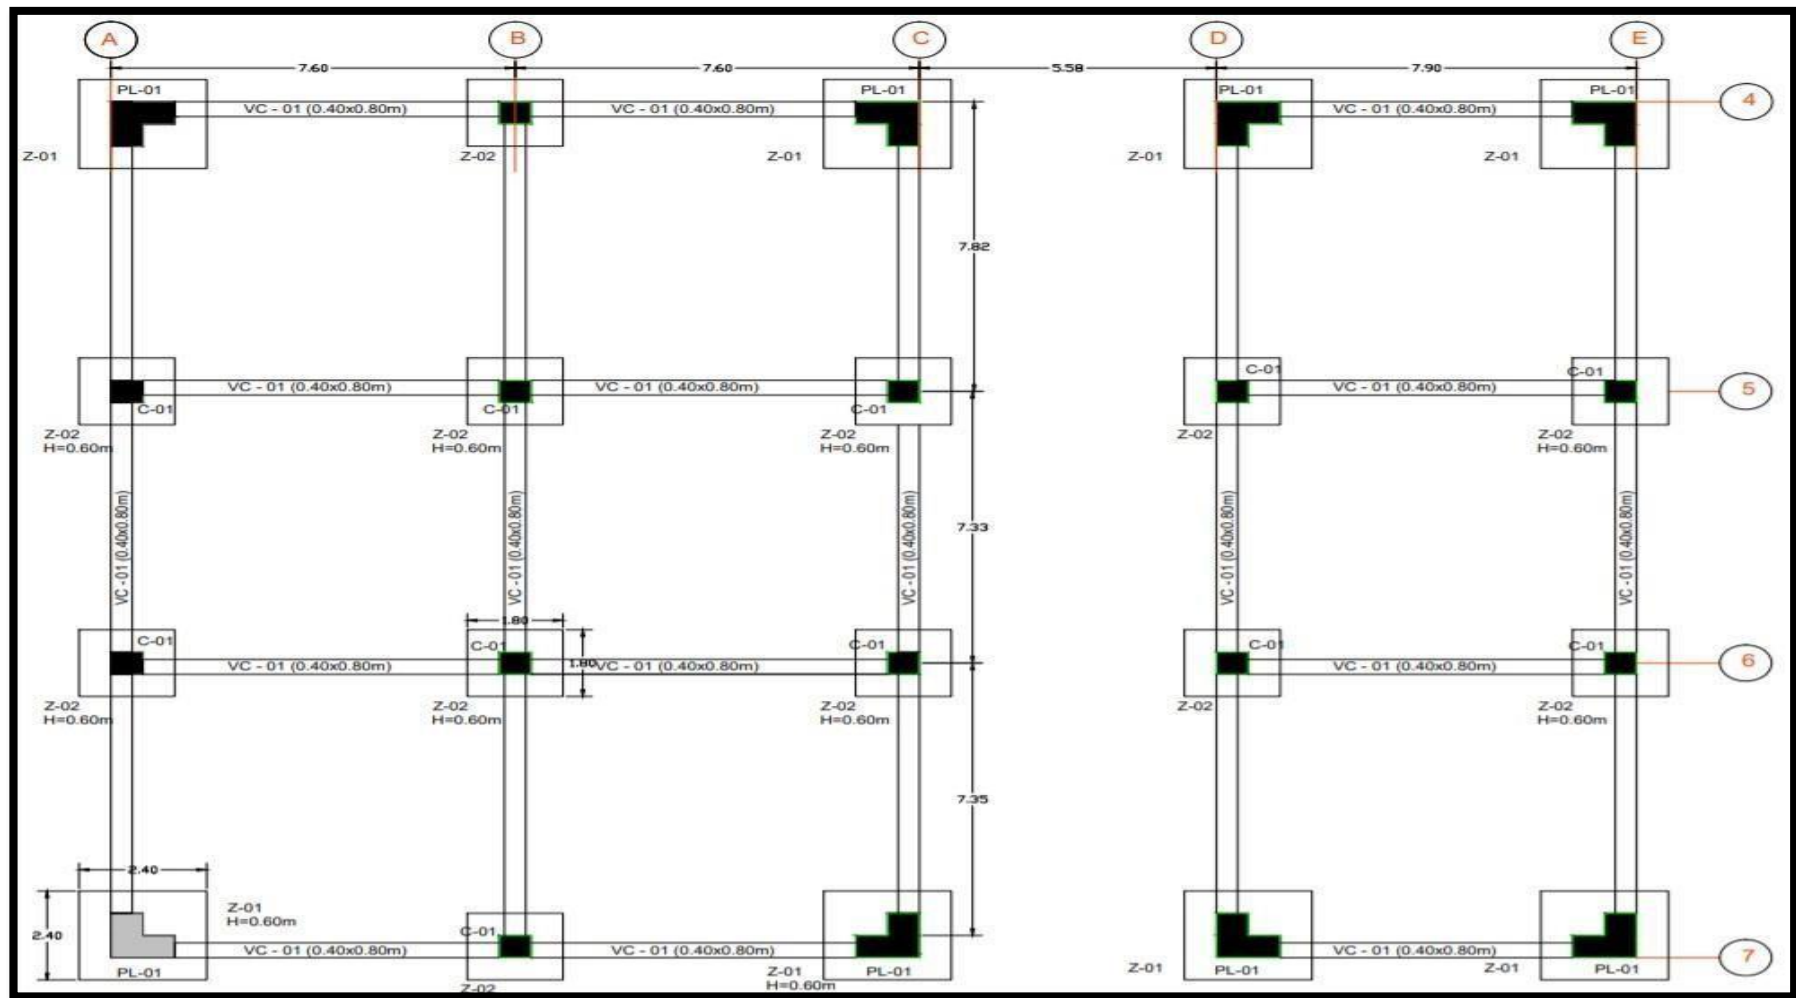 A
B
C
D
E
7.60
7.60
5.58
7.90
PL-01
PL-01
PL-01
PL-01
4
VC - 01 (0.40x0.80m)
VC - 01 (0.40x0.80m)
VC - 01 (0.40x0.80m)
Z-01
Z-02
Z-01
Z-01
Z-01
7.82
C-01
C-01
5
VC - 01 (0.40x0.80m)
VC - 01 (0.40x0.80m)
VC - 01 (0.40x0.80m)
C-01
C-01
C-01
Z-02
H=0.60m
Z-02
H=0.60m
Z-02
H=0.60m
Z-02
Z-02
H=0.60m
VC - 01 (0.40x0.80m)
VC - 01 (0.40x0.80m)
VC - 01 (0.40x0.80m)
VC - 01 (0.40x0.80m)
VC - 01 (0.40x0.80m)
7.33
1.80
C-01
C-01
C-01
C-01
C-01
6
VC - 01 (0.40x0.80m)
1.80
VC - 01 (0.40x0.80m)
VC - 01 (0.40x0.80m)
Z-02
H=0.60m
Z-02
H=0.60m
Z-02
H=0.60m
Z-02
Z-02
H=0.60m
7.35
2.40
Z-01
H=0.60m
2.40
C-01
VC - 01 (0.40x0.80m)
VC - 01 (0.40x0.80m)
VC - 01 (0.40x0.80m)
7
PL-01
Z-02
Z-01
H=0.60m
PL-01
Z-01
PL-01
Z-01
PL-01